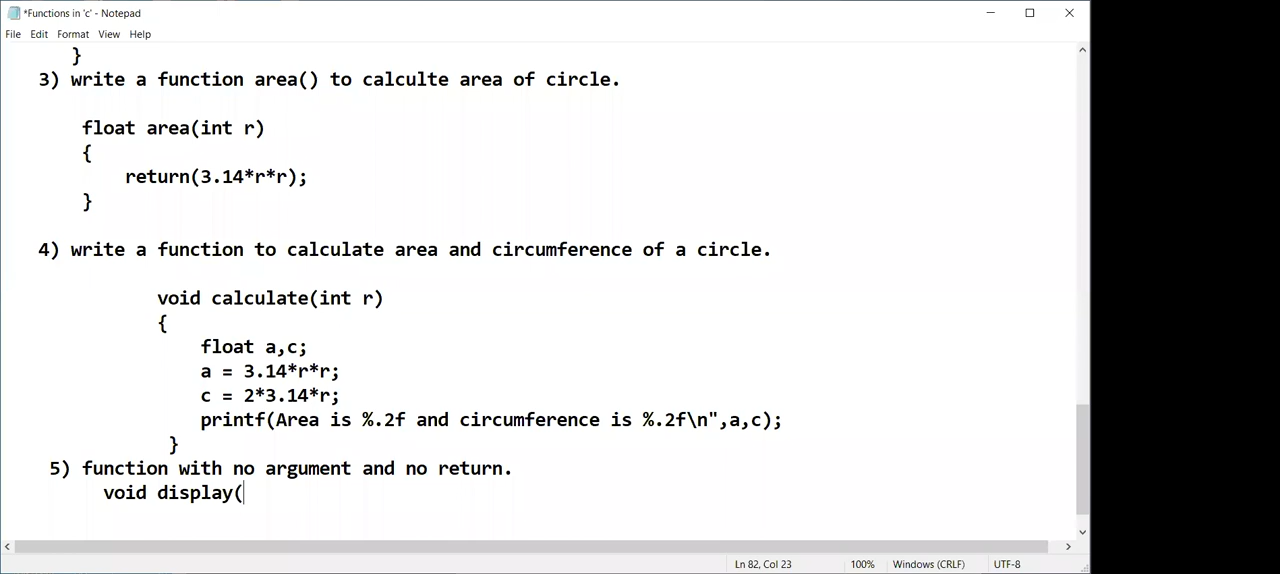 *Functions in 'c' - Notepad
File Edit Format View Help
}
3) write a function area() to calculte area of circle.
float area(int r)
{
return(3.14*r*r);
}
4) write a function to calculate area and circumference of a circle.
void calculate(int r)
{
float a,c;
a = 3.14*r*r;
c = 2*3.14*r;
printf(Area is %.2f and circumference is %.2f\n",a,c);
}
5) function with no argument and no return.
void display(
Ln 82, Col 23 100% Windows (CRLF) UTF-8